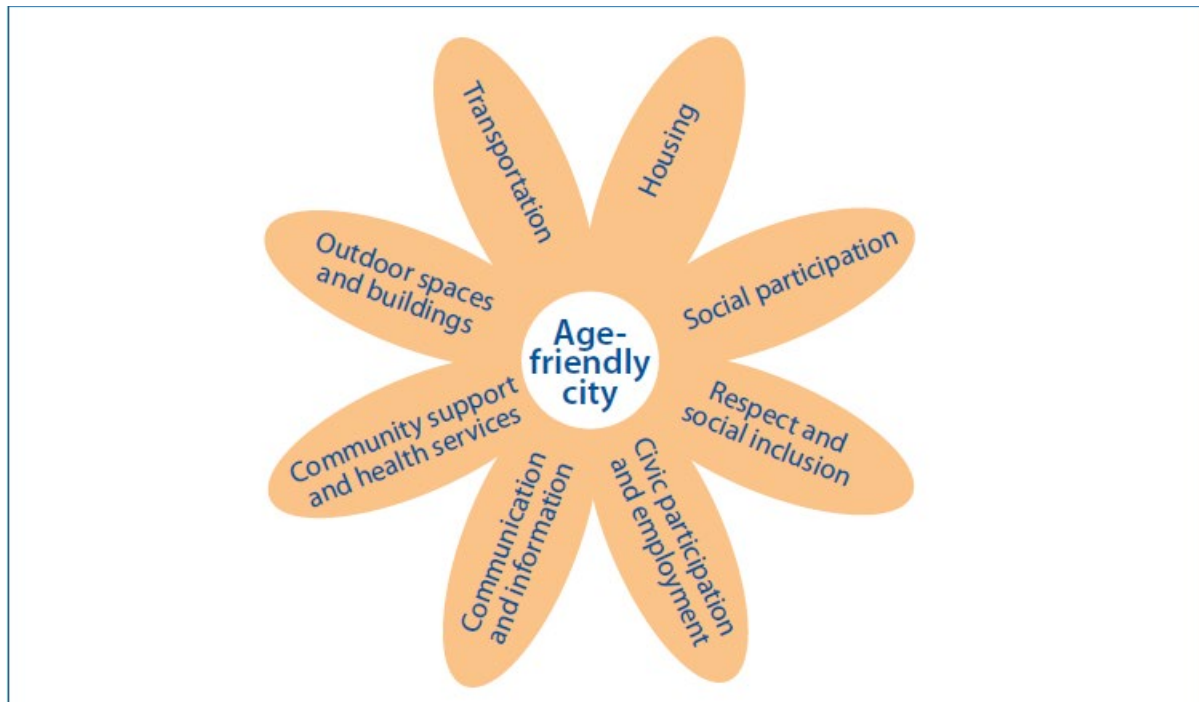 Transportation
Housing
Outdoor spaces
and buildings
Social participation
Age-
friendly
city
Community support
and health services
Respect and
social inclusion
Communication
and information
Civic participation
and employment